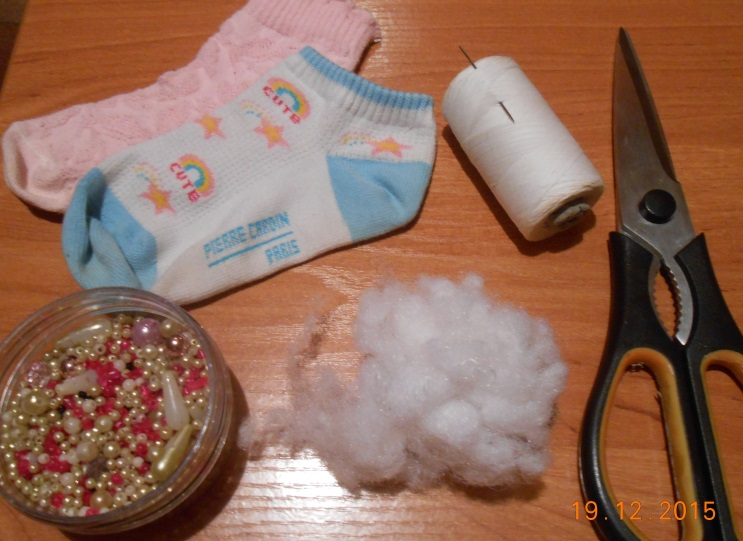 CUTE
CUTE
PIERRE CARDIN
PARIS
19.12.2015